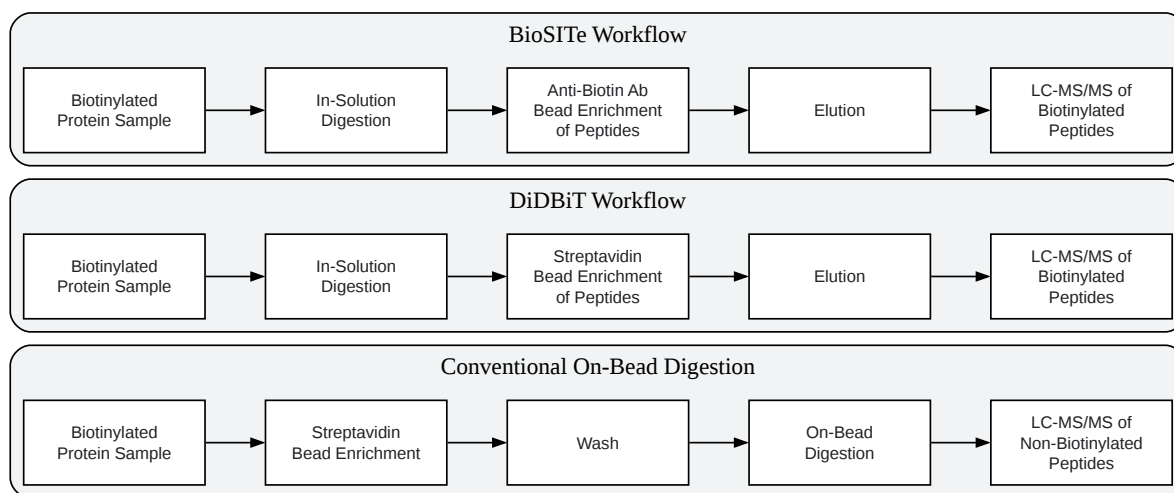 BioSITe Workflow
Biotinylated
Protein Sample
In-Solution
Digestion
Anti-Biotin Ab
Bead Enrichment
of Peptides
Elution
LC-MS/MS of
Biotinylated
Peptides
DiDBiT Workflow
Biotinylated
Protein Sample
In-Solution
Digestion
Streptavidin
Bead Enrichment
of Peptides
Elution
LC-MS/MS of
Biotinylated
Peptides
Conventional On-Bead Digestion
Biotinylated
Protein Sample
Streptavidin
Bead Enrichment
Wash
On-Bead
Digestion
LC-MS/MS of
Non-Biotinylated
Peptides